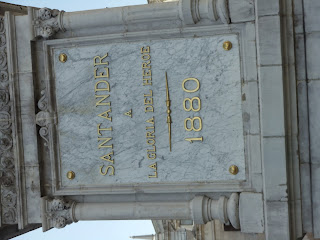 SANTANDER
A
LA GLORIA DEL HEROE
1880